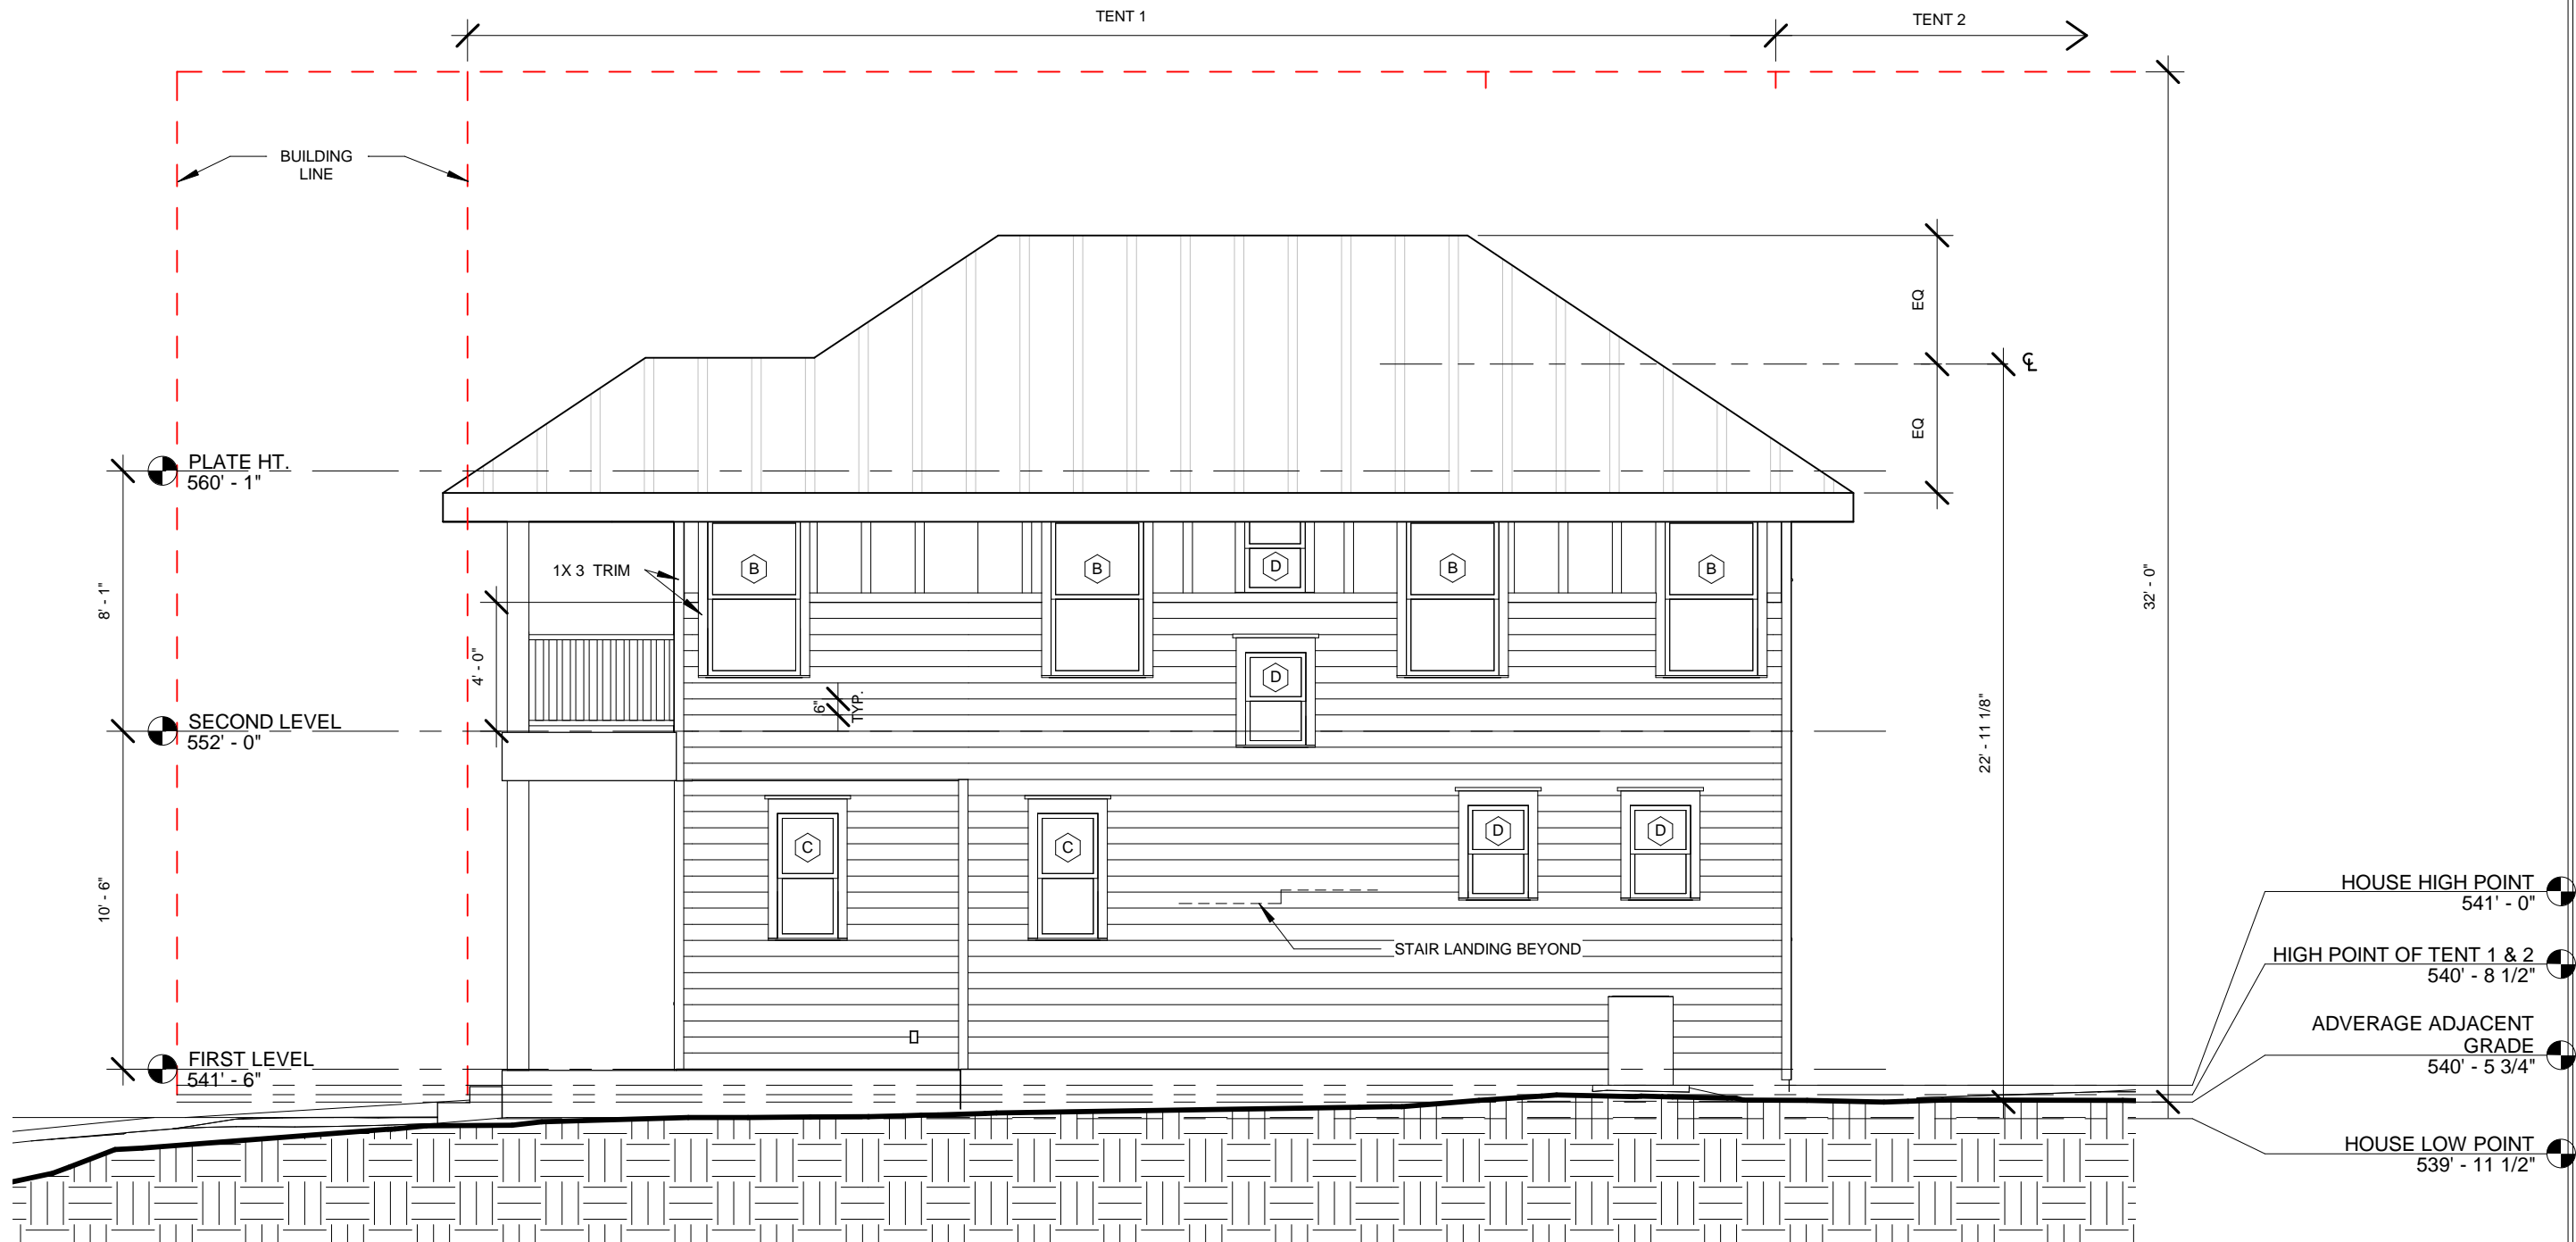 TENT 1
TENT 2
BUILDING
LINE
EQ
℄
EQ
PLATE HT.
560' - 1"
8' - 1"
1X 3 TRIM
B
B
D
B
B
32' - 0"
4' - 0"
D
6"
TYP.
SECOND LEVEL
552' - 0"
22' - 11 1/8"
C
C
D
D
10' - 6"
STAIR LANDING BEYOND
HOUSE HIGH POINT
541' - 0"
HIGH POINT OF TENT 1 & 2
540' - 8 1/2"
ADVERAGE ADJACENT
GRADE
540' - 5 3/4"
FIRST LEVEL
541' - 6"
HOUSE LOW POINT
539' - 11 1/2"